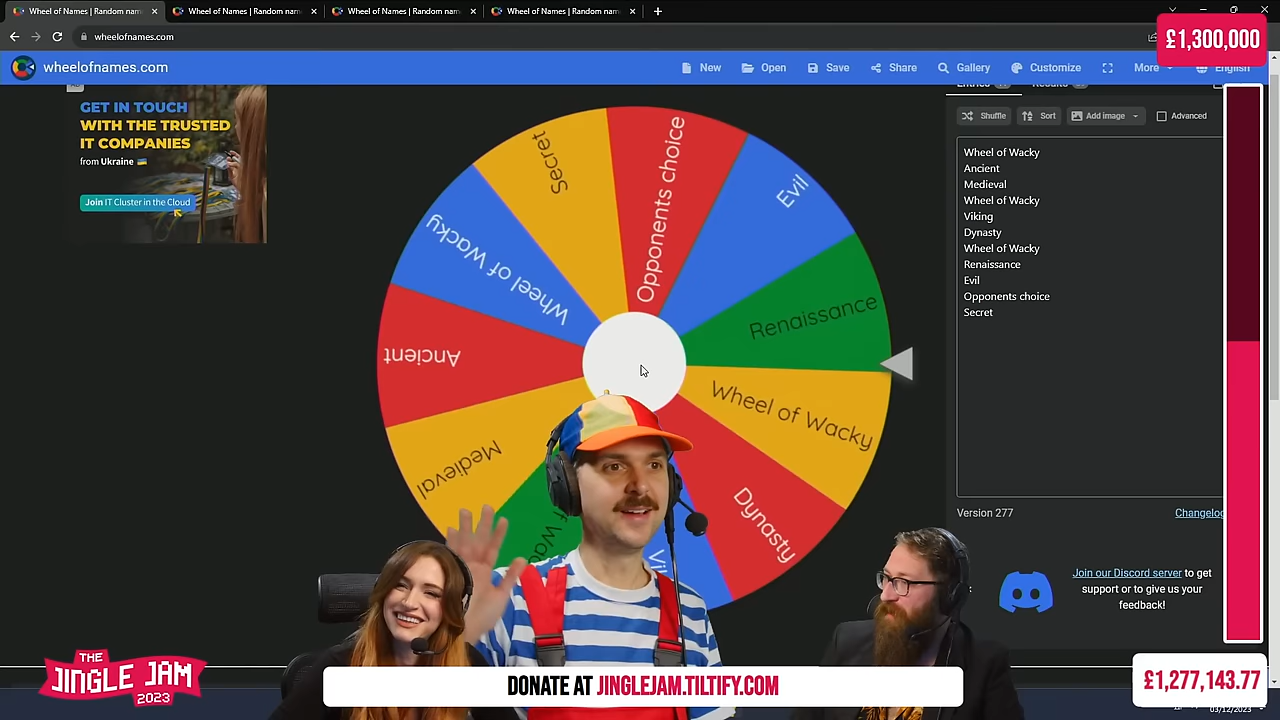 Wheel of Names | Random nam
Wheel of Names | Random nam
Wheel of Names | Random nam
Wheel of Names | Random nam
wheelofnames.com
£1,300,000
wheelofnames.com
New
Open
Save
Share
Gallery
Customize
More
English
GET IN TOUCH
WITH THE TRUSTED
IT COMPANIES
from Ukraine
Join IT Cluster in the Cloud
Secret
Opponents choice
Evil
Renaissance
Wheel of Wacky
Dynasty
Medieval
Ancient
Wheel of Wacky
Entries
Results
Shuffle
Sort
Add image
Advanced
Wheel of Wacky
Ancient
Medieval
Wheel of Wacky
Viking
Dynasty
Wheel of Wacky
Renaissance
Evil
Opponents choice
Secret
Version 277
Changelog
Join our Discord server to get
support or to give us your
feedback!
THE
JINGLE JAM
2023
DONATE AT JINGLEJAM.TILTIFY.COM
£1,277,143.77
03/12/2023